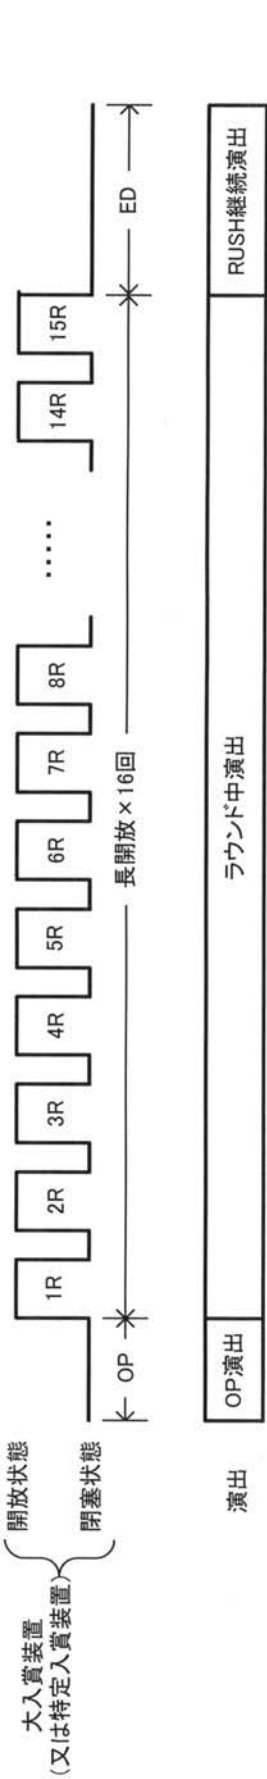 大入賞装置
（又は特定入賞装置）
開放状態
閉塞状態
1R
2R
3R
4R
5R
6R
7R
8R
・・・・・
14R
15R
OP
長開放×16回
ED
演出
OP演出
ラウンド中演出
RUSH継続演出